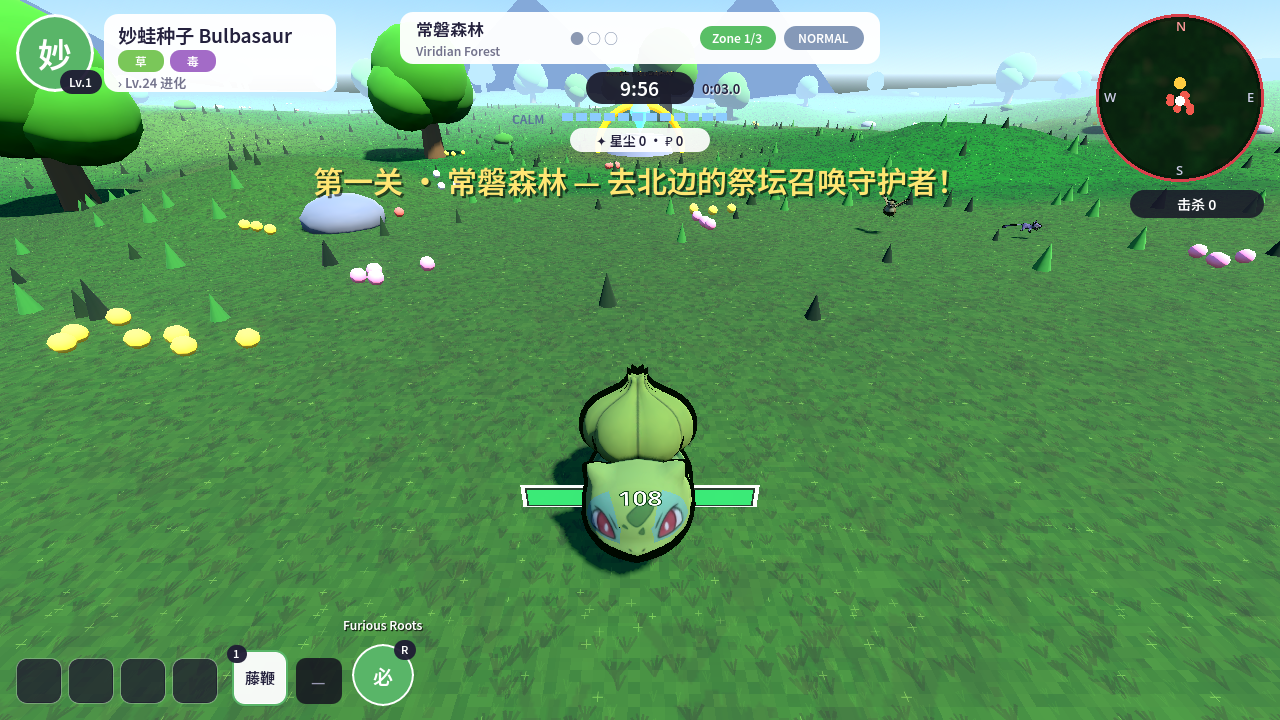 妙
Lv.1
妙蛙种子 Bulbasaur
草 毒
› Lv.24 进化
常磐森林
Viridian Forest
Zone 1/3
NORMAL
9:56
0:03.0
CALM
✦ 星尘 0 · ₽ 0
第一关 · 常磐森林 — 去北边的祭坛召唤守护者！
N
W
E
S
击杀 0
108
Furious Roots
1
藤鞭
—
必
R